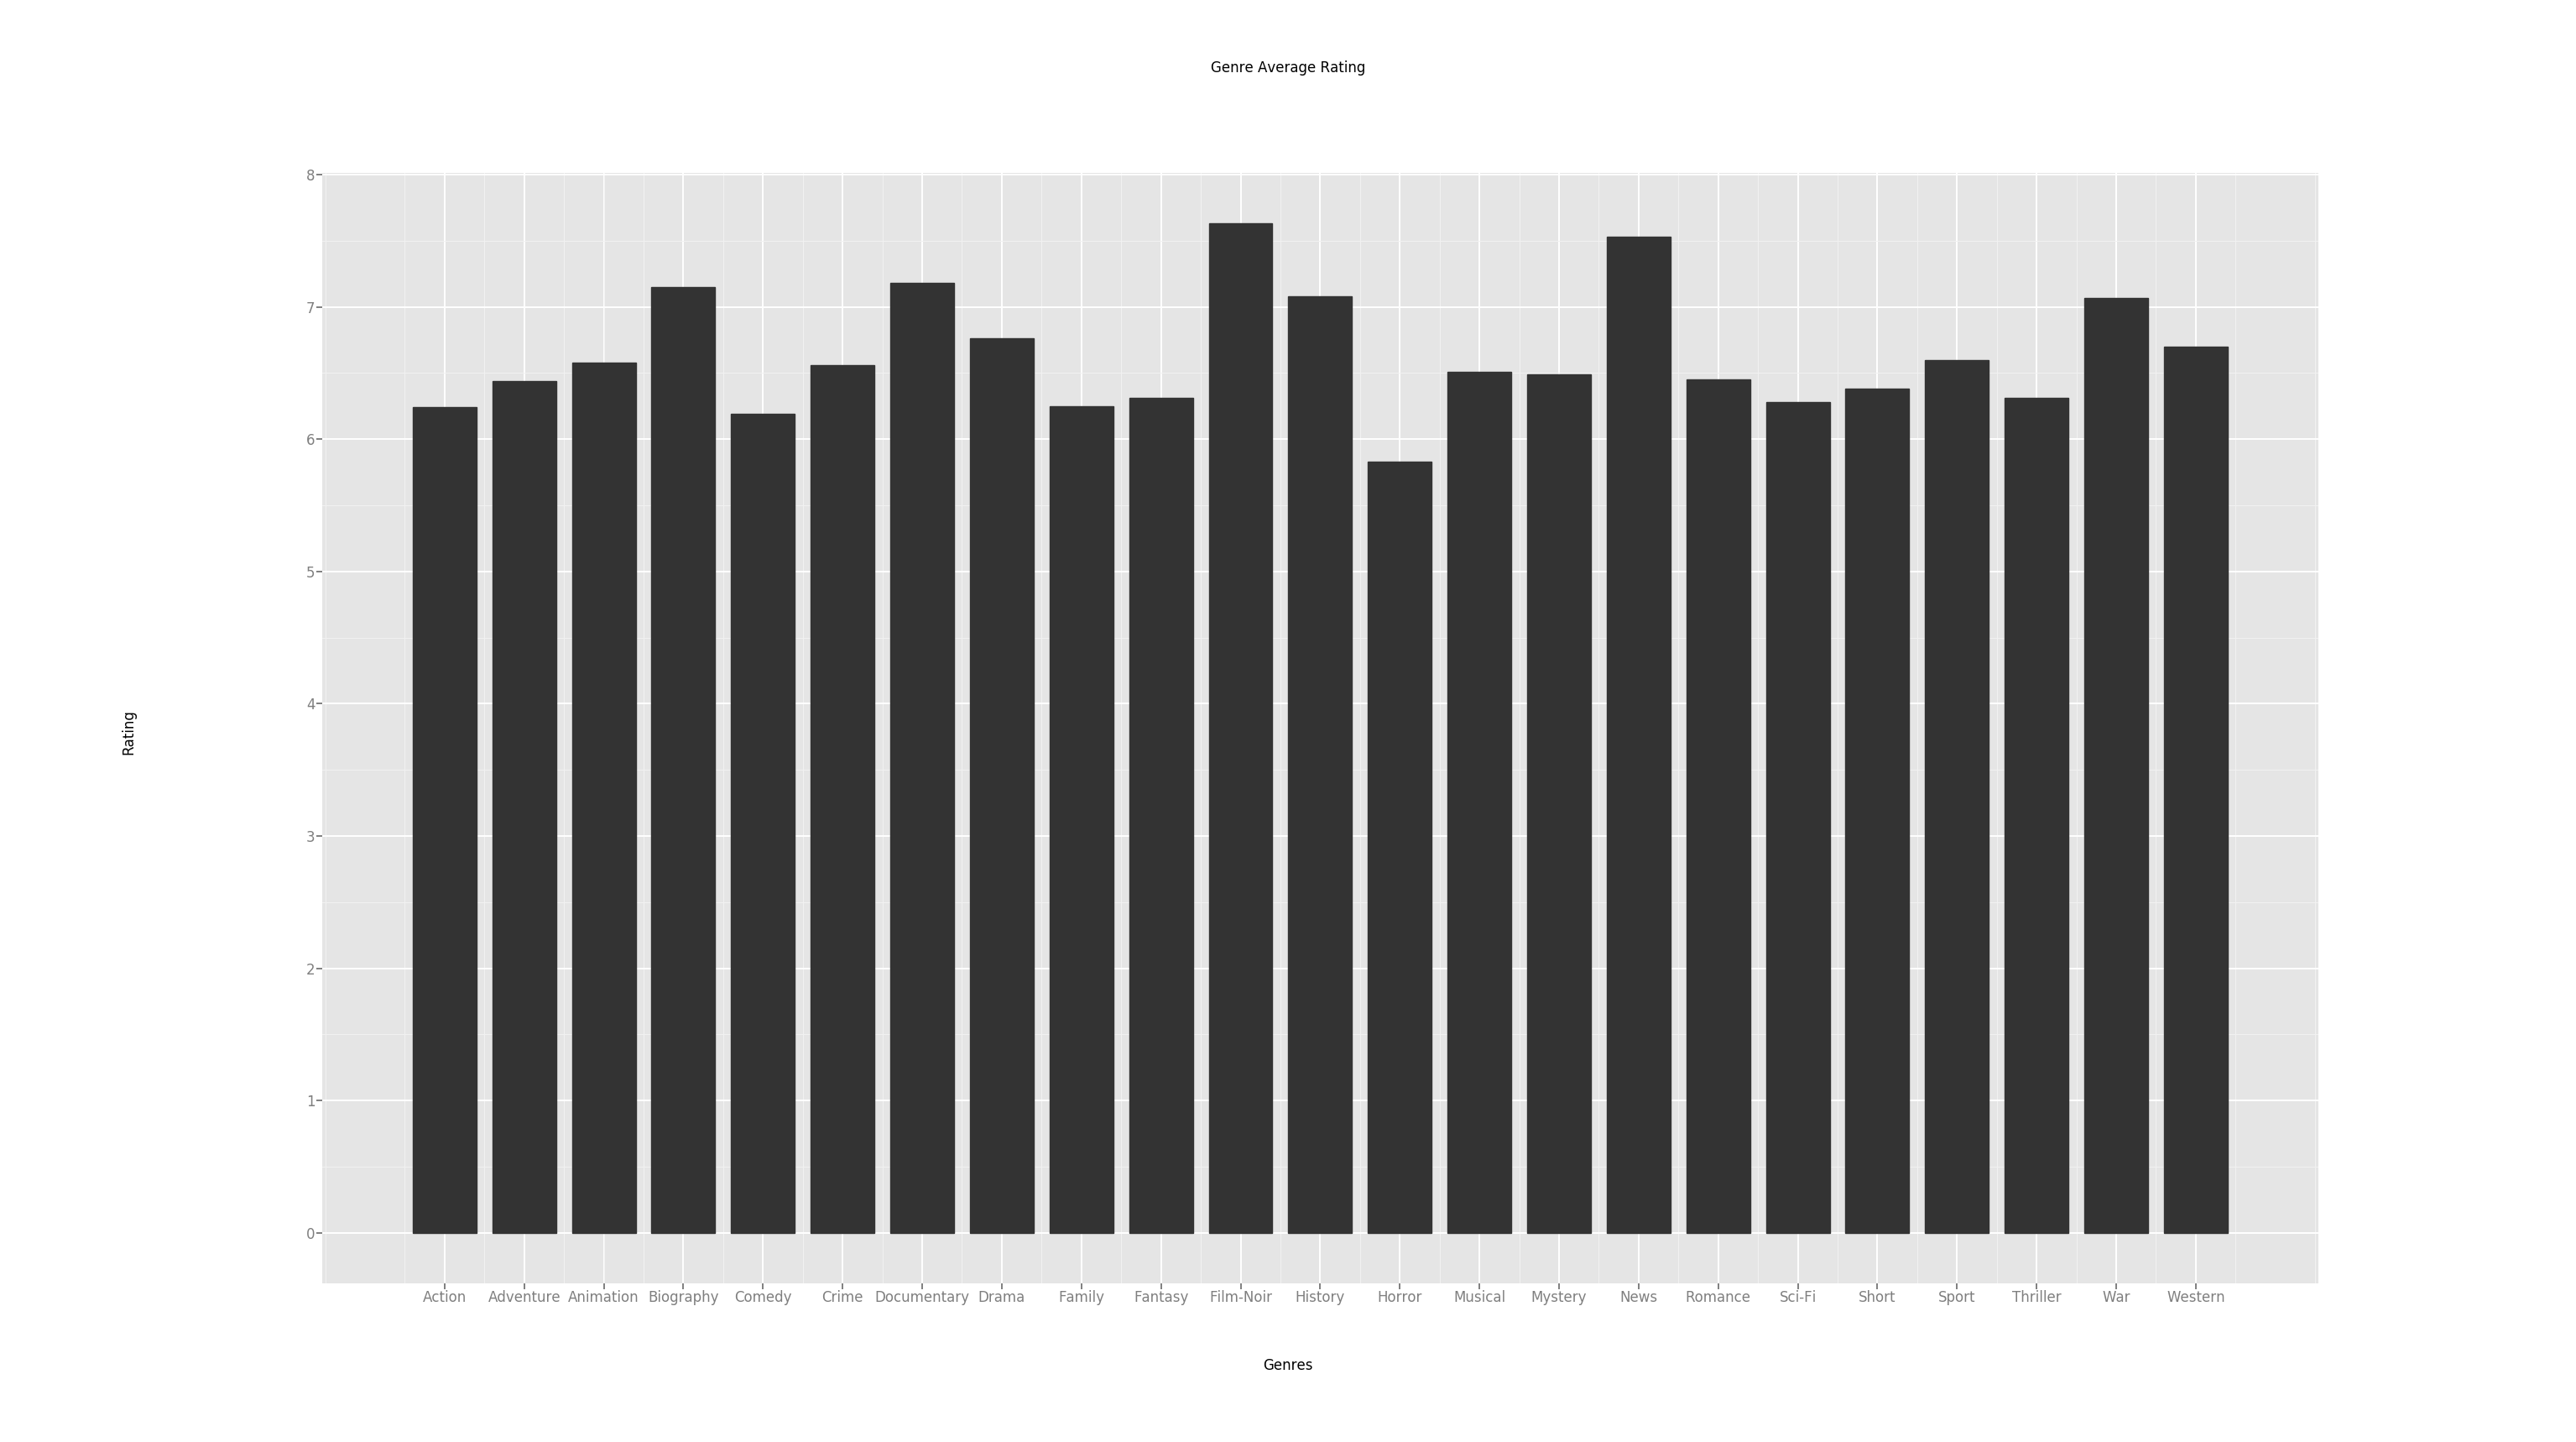 Genre Average Rating
8
7
6
5
4
3
2
1
0
Rating
Action Adventure Animation Biography Comedy Crime Documentary Drama Family Fantasy Film-Noir History Horror Musical Mystery News Romance Sci-Fi Short Sport Thriller War Western
Genres